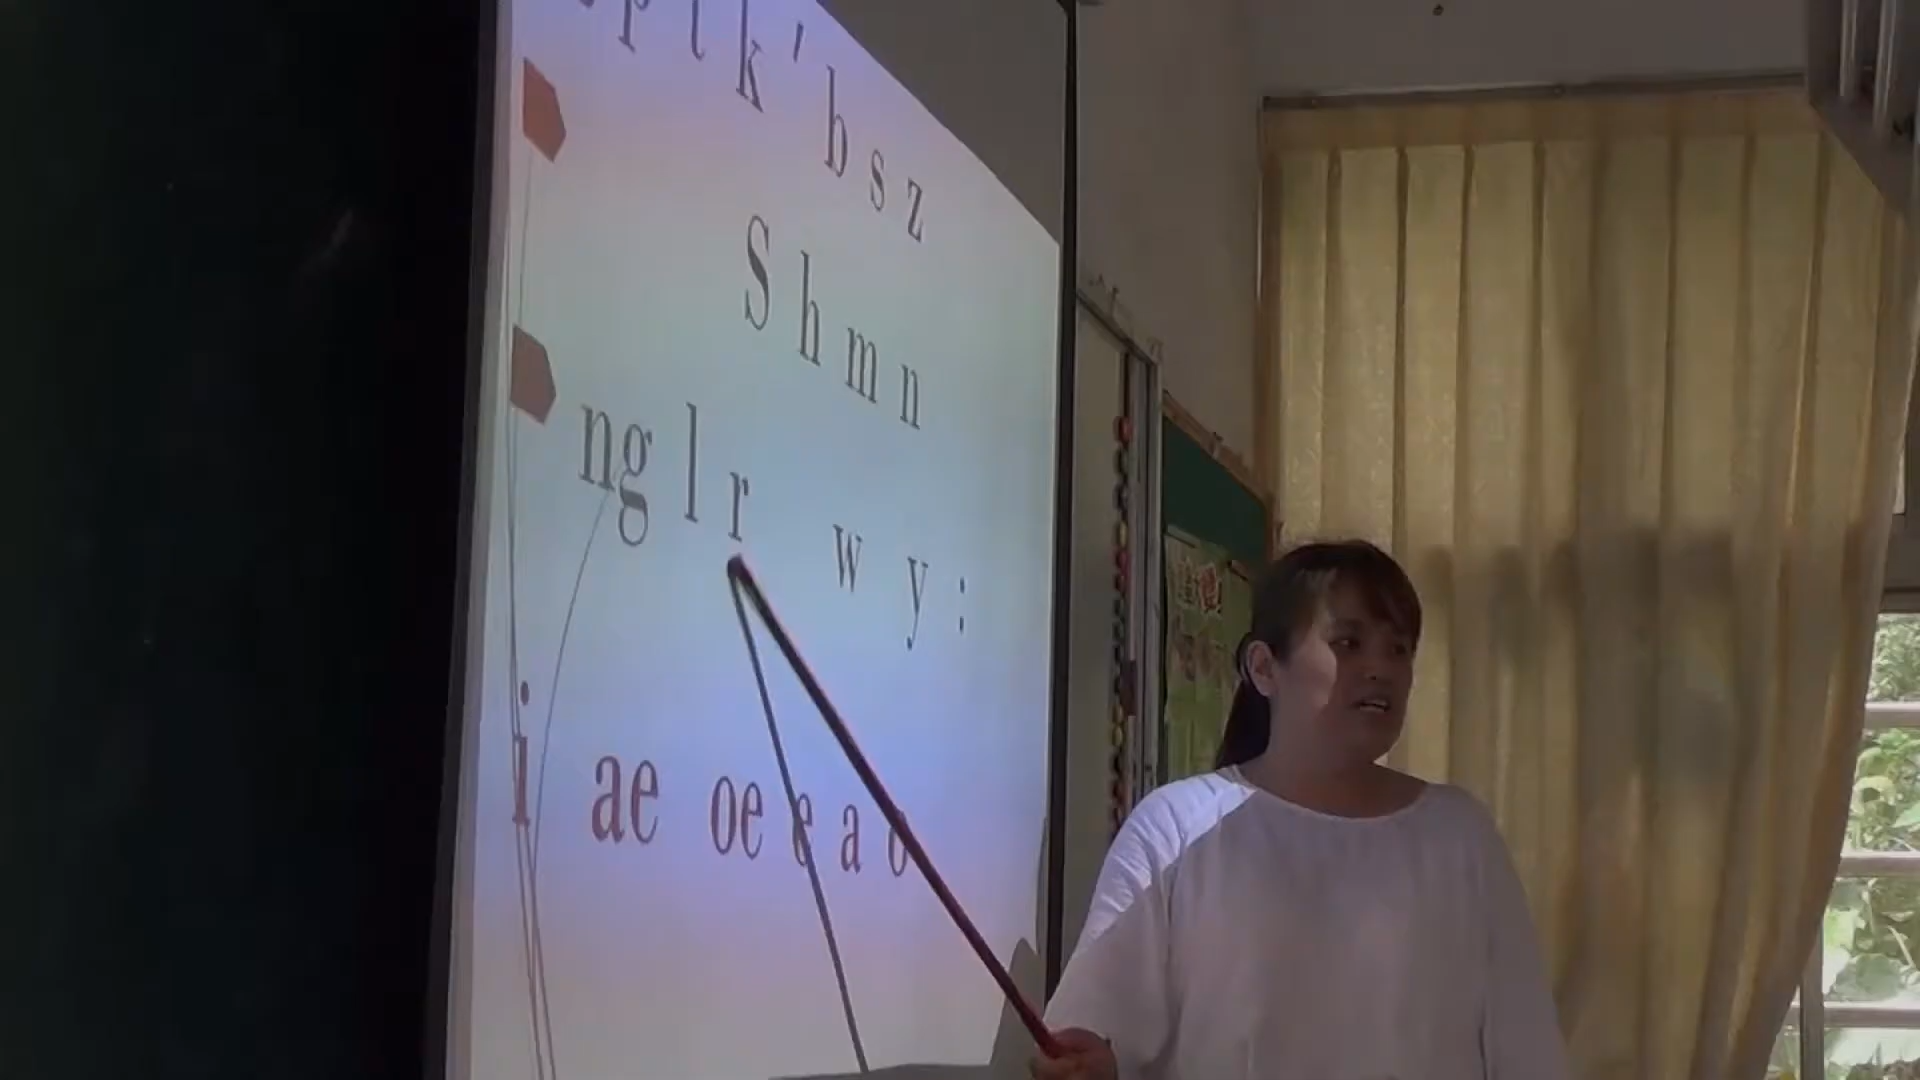 p t k ' b s z
S h m n
ng l r w y :
i ae oe e a o